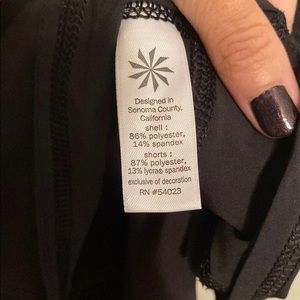 Designed in
Sonoma County,
California
shell :
86% polyester,
14% spandex
shorts :
87% polyester,
13% lycra® spandex
exclusive of decoration
RN #54023